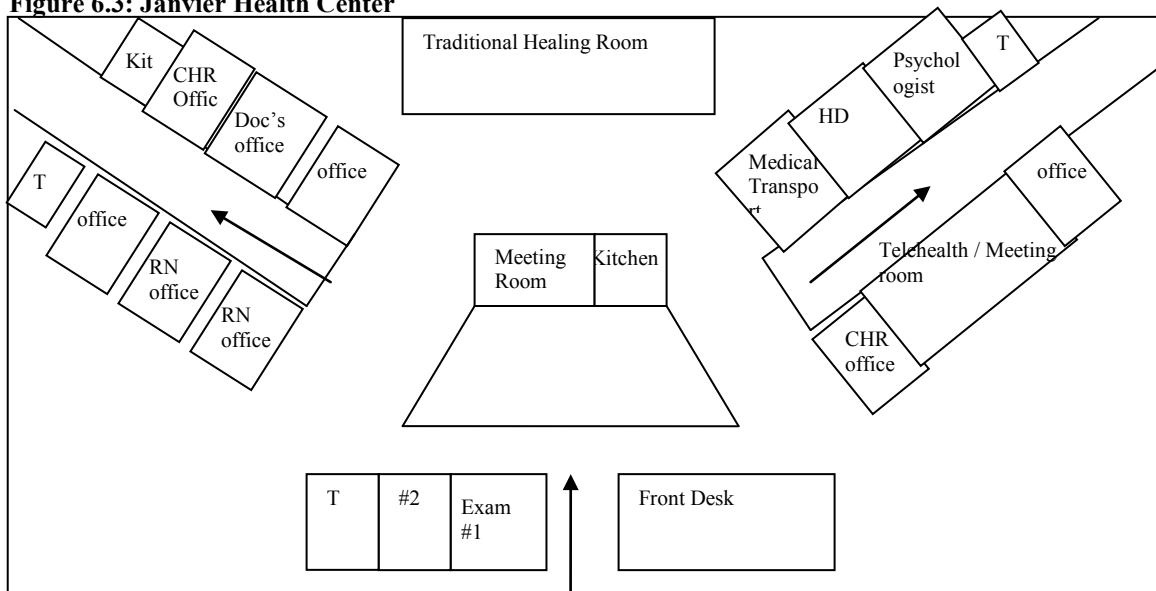 Figure 6.3: Janvier Health Center
Traditional Healing Room
Kit
CHR
Offic
Doc's
office
office
T
office
RN
office
RN
office
Meeting
Room
Kitchen
T
Psychol
ogist
HD
Medical
Transpo
rt
office
Telehealth / Meeting
room
CHR
office
T
#2
Exam
#1
Front Desk